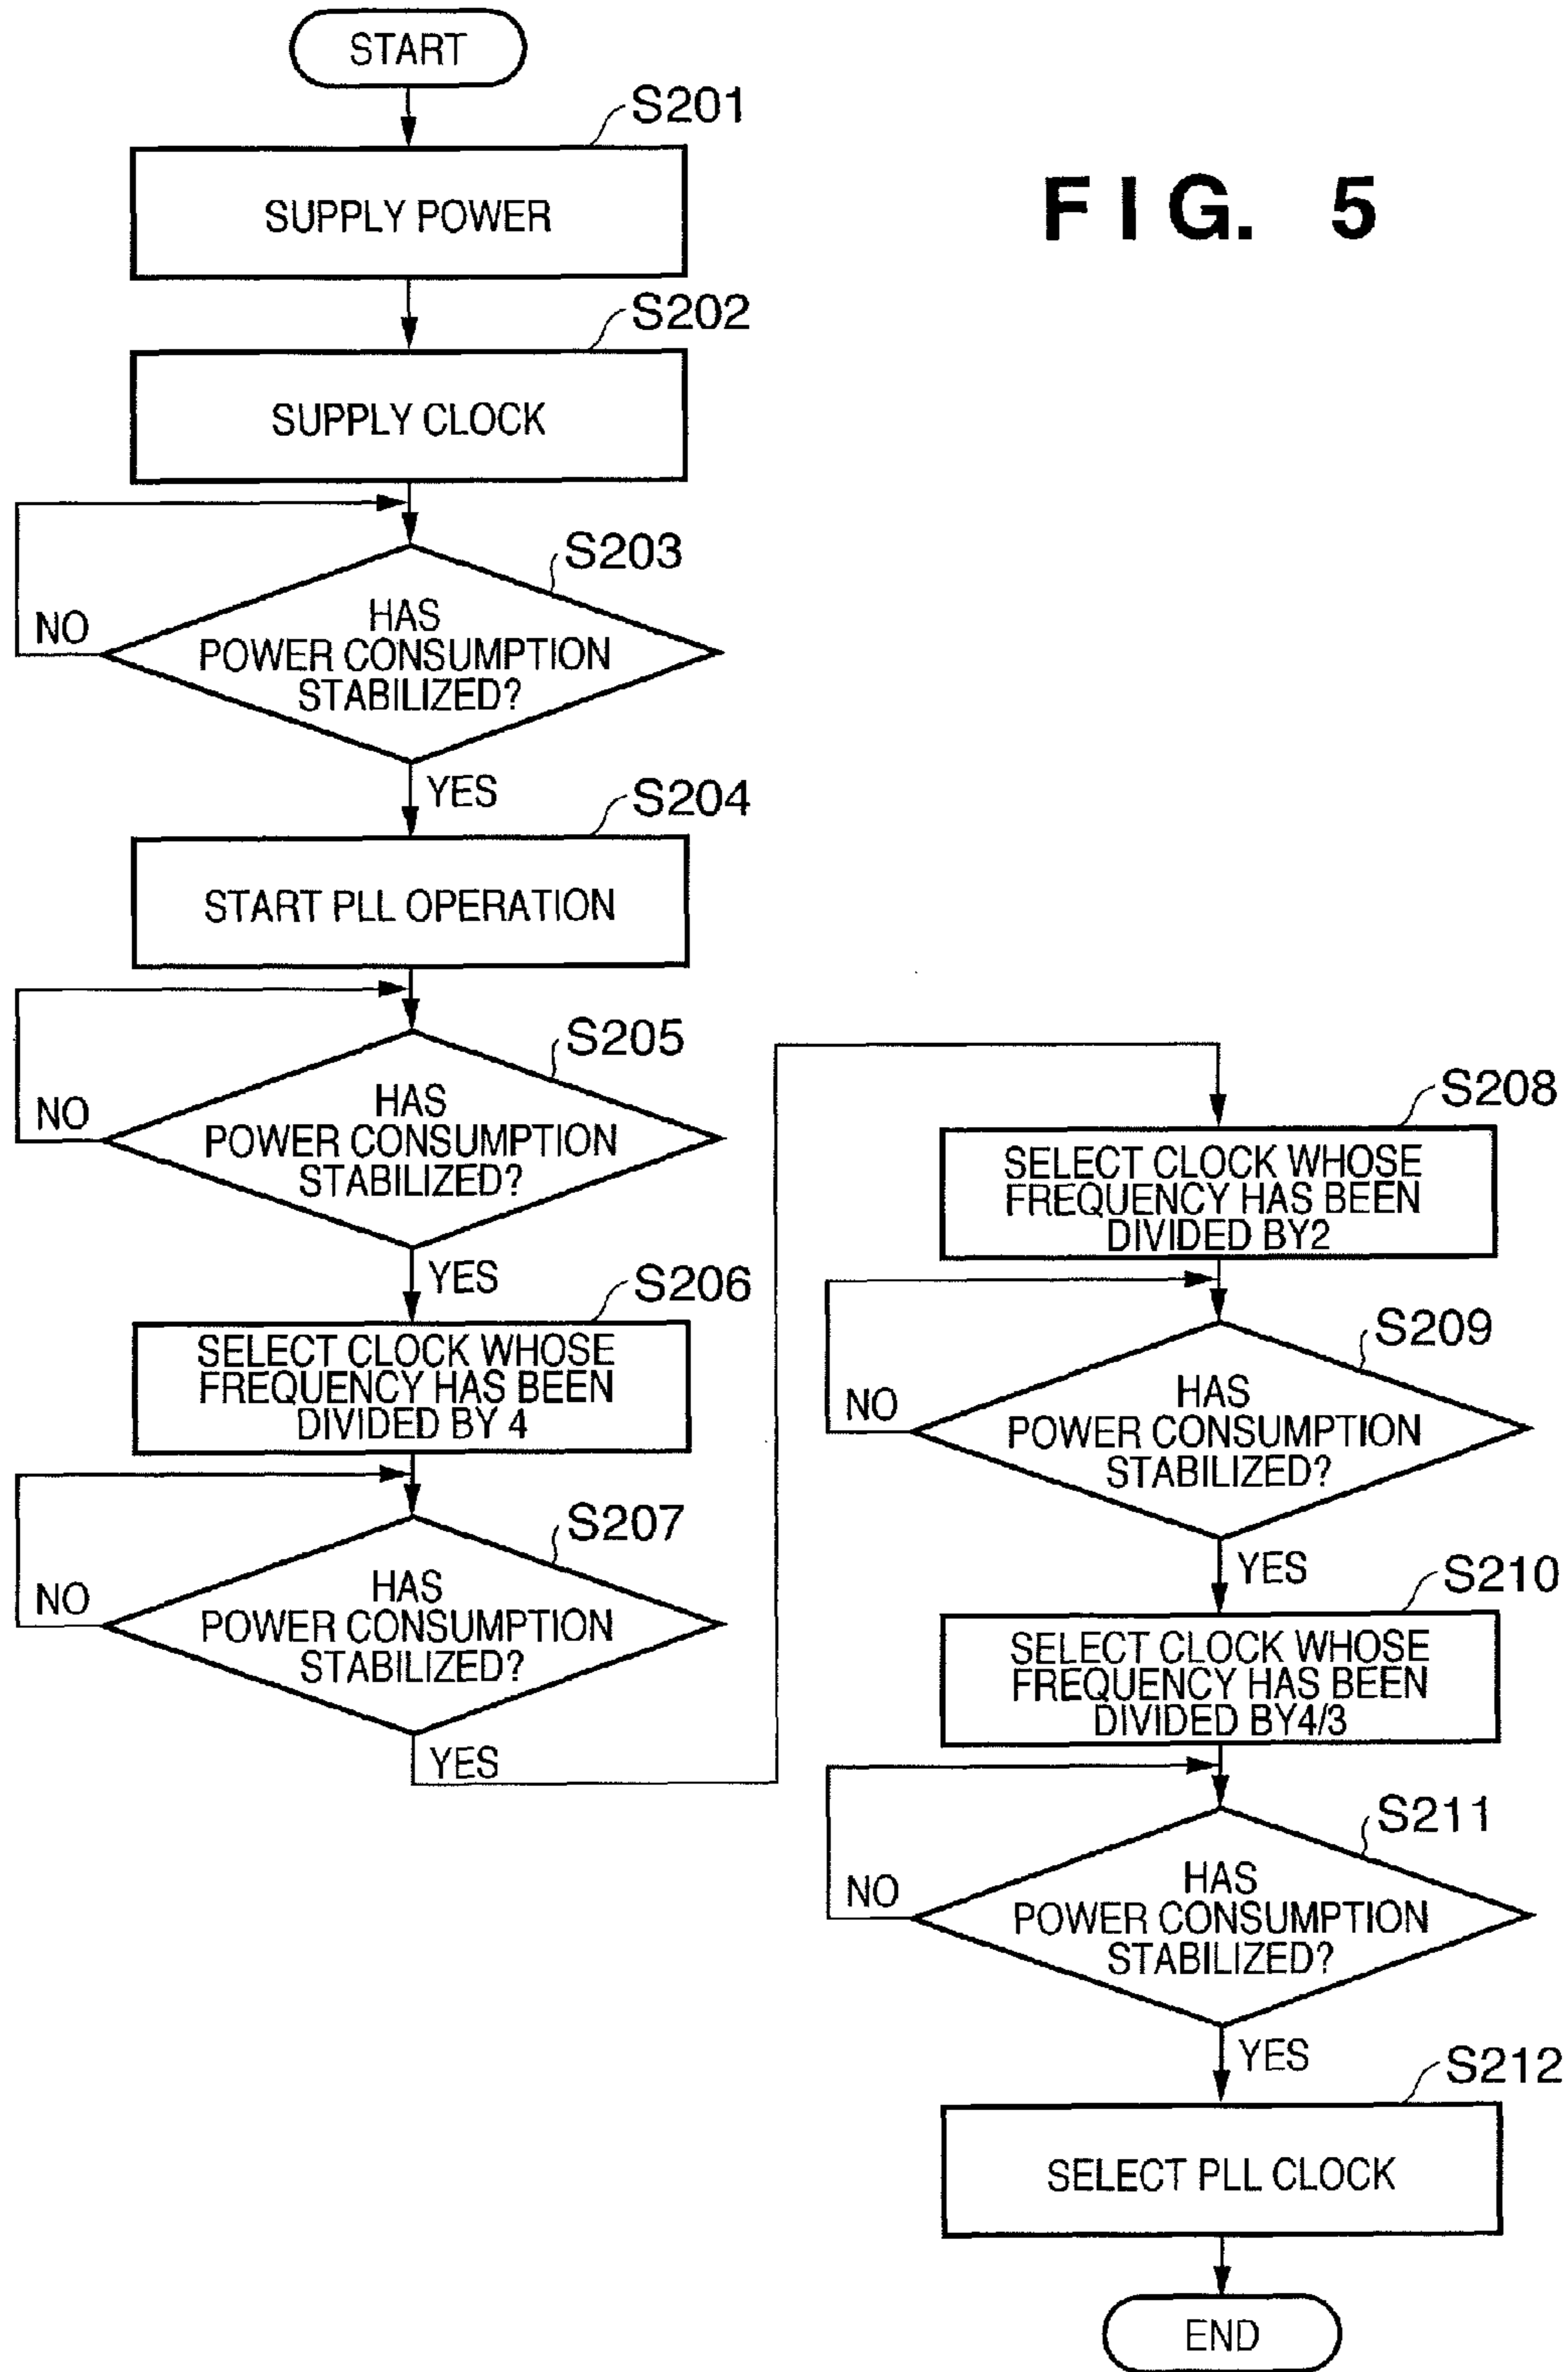 START
S201
SUPPLY POWER
FIG. 5
S202
SUPPLY CLOCK
S203
HAS
POWER CONSUMPTION
STABILIZED?
NO
YES
S204
START PLL OPERATION
S205
HAS
POWER CONSUMPTION
STABILIZED?
NO
YES
S206
SELECT CLOCK WHOSE
FREQUENCY HAS BEEN
DIVIDED BY 4
S207
HAS
POWER CONSUMPTION
STABILIZED?
NO
YES
S208
SELECT CLOCK WHOSE
FREQUENCY HAS BEEN
DIVIDED BY2
S209
HAS
POWER CONSUMPTION
STABILIZED?
NO
YES
S210
SELECT CLOCK WHOSE
FREQUENCY HAS BEEN
DIVIDED BY4/3
S211
HAS
POWER CONSUMPTION
STABILIZED?
NO
YES
S212
SELECT PLL CLOCK
END